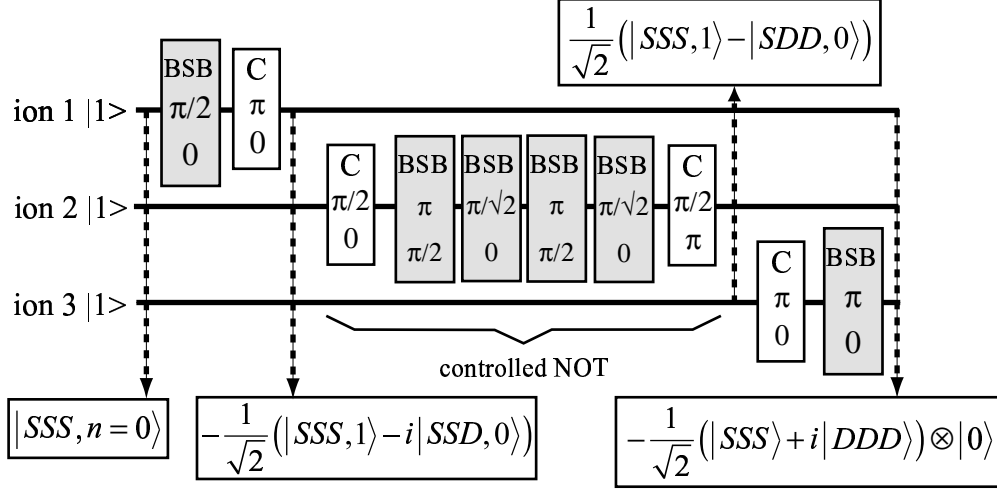 1/√2 (|SSS,1⟩−|SDD,0⟩)
ion 1 |1>
BSB
π/2
0
C
π
0
ion 2 |1>
C
π/2
0
BSB
π
π/2
BSB
π/√2
0
BSB
π
π/2
BSB
π/√2
0
C
π/2
π
ion 3 |1>
C
π
0
BSB
π
0
controlled NOT
|SSS,n=0⟩
−1/√2 (|SSS,1⟩−i|SSD,0⟩)
−1/√2 (|SSS⟩+i|DDD⟩)⊗|0⟩